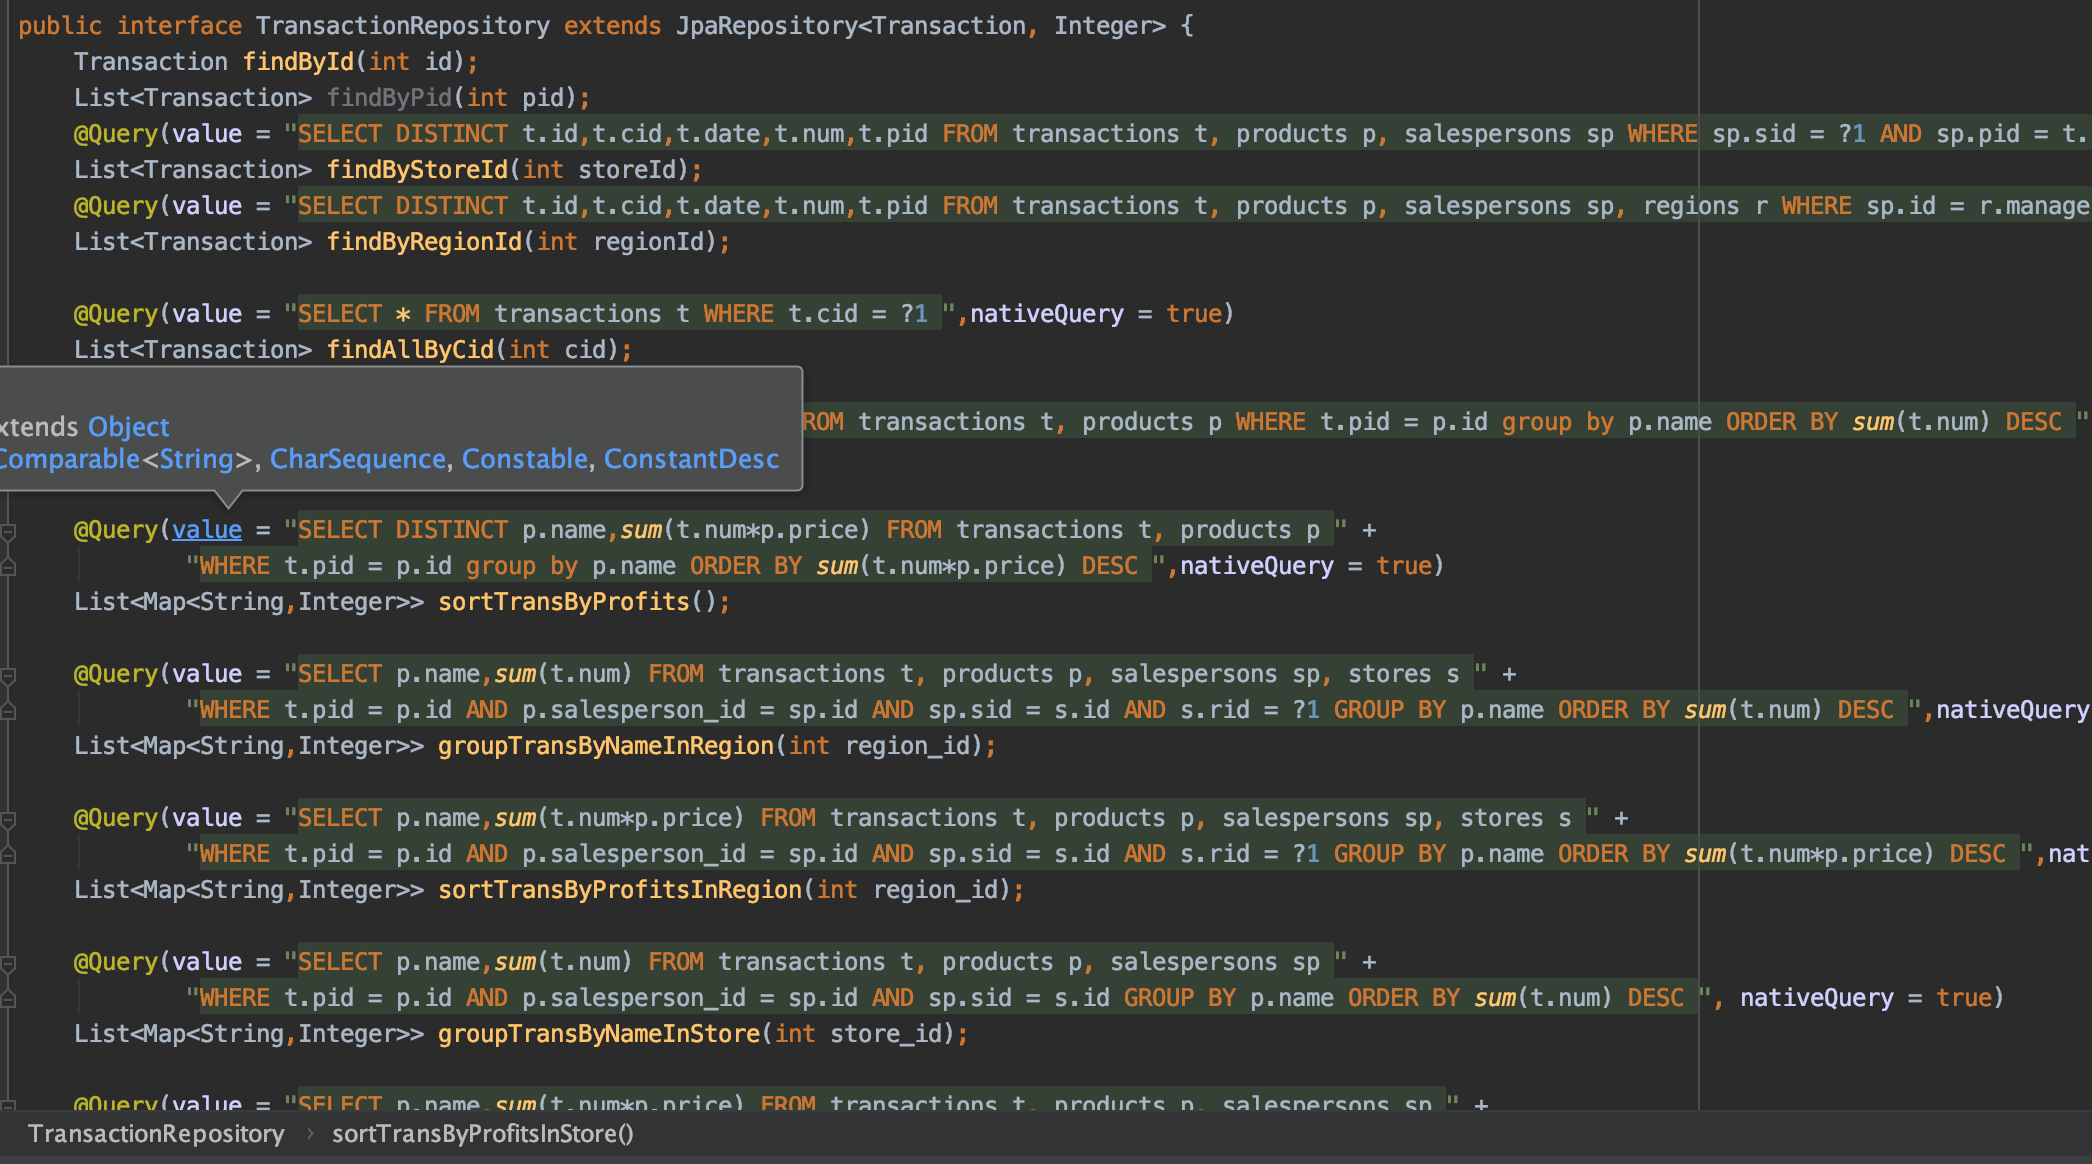 public interface TransactionRepository extends JpaRepository<Transaction, Integer> {
Transaction findById(int id);
List<Transaction> findByPid(int pid);
@Query(value = "SELECT DISTINCT t.id,t.cid,t.date,t.num,t.pid FROM transactions t, products p, salespersons sp WHERE sp.sid = ?1 AND sp.pid = t.
List<Transaction> findByStoreId(int storeId);
@Query(value = "SELECT DISTINCT t.id,t.cid,t.date,t.num,t.pid FROM transactions t, products p, salespersons sp, regions r WHERE sp.id = r.manage
List<Transaction> findByRegionId(int regionId);
@Query(value = "SELECT * FROM transactions t WHERE t.cid = ?1 ",nativeQuery = true)
List<Transaction> findAllByCid(int cid);
ROM transactions t, products p WHERE t.pid = p.id group by p.name ORDER BY sum(t.num) DESC "
xtends Object
Comparable<String>, CharSequence, Constable, ConstantDesc
@Query(value = "SELECT DISTINCT p.name,sum(t.num*p.price) FROM transactions t, products p " +
"WHERE t.pid = p.id group by p.name ORDER BY sum(t.num*p.price) DESC ",nativeQuery = true)
List<Map<String,Integer>> sortTransByProfits();
@Query(value = "SELECT p.name,sum(t.num) FROM transactions t, products p, salespersons sp, stores s " +
"WHERE t.pid = p.id AND p.salesperson_id = sp.id AND sp.sid = s.id AND s.rid = ?1 GROUP BY p.name ORDER BY sum(t.num) DESC ",nativeQuery
List<Map<String,Integer>> groupTransByNameInRegion(int region_id);
@Query(value = "SELECT p.name,sum(t.num*p.price) FROM transactions t, products p, salespersons sp, stores s " +
"WHERE t.pid = p.id AND p.salesperson_id = sp.id AND sp.sid = s.id AND s.rid = ?1 GROUP BY p.name ORDER BY sum(t.num*p.price) DESC ",nat
List<Map<String,Integer>> sortTransByProfitsInRegion(int region_id);
@Query(value = "SELECT p.name,sum(t.num) FROM transactions t, products p, salespersons sp " +
"WHERE t.pid = p.id AND p.salesperson_id = sp.id AND sp.sid = s.id GROUP BY p.name ORDER BY sum(t.num) DESC ", nativeQuery = true)
List<Map<String,Integer>> groupTransByNameInStore(int store_id);
@Query(value = "SELECT p.name,sum(t.num*p.price) FROM transactions t, products p, salespersons sp " +
TransactionRepository › sortTransByProfitsInStore()